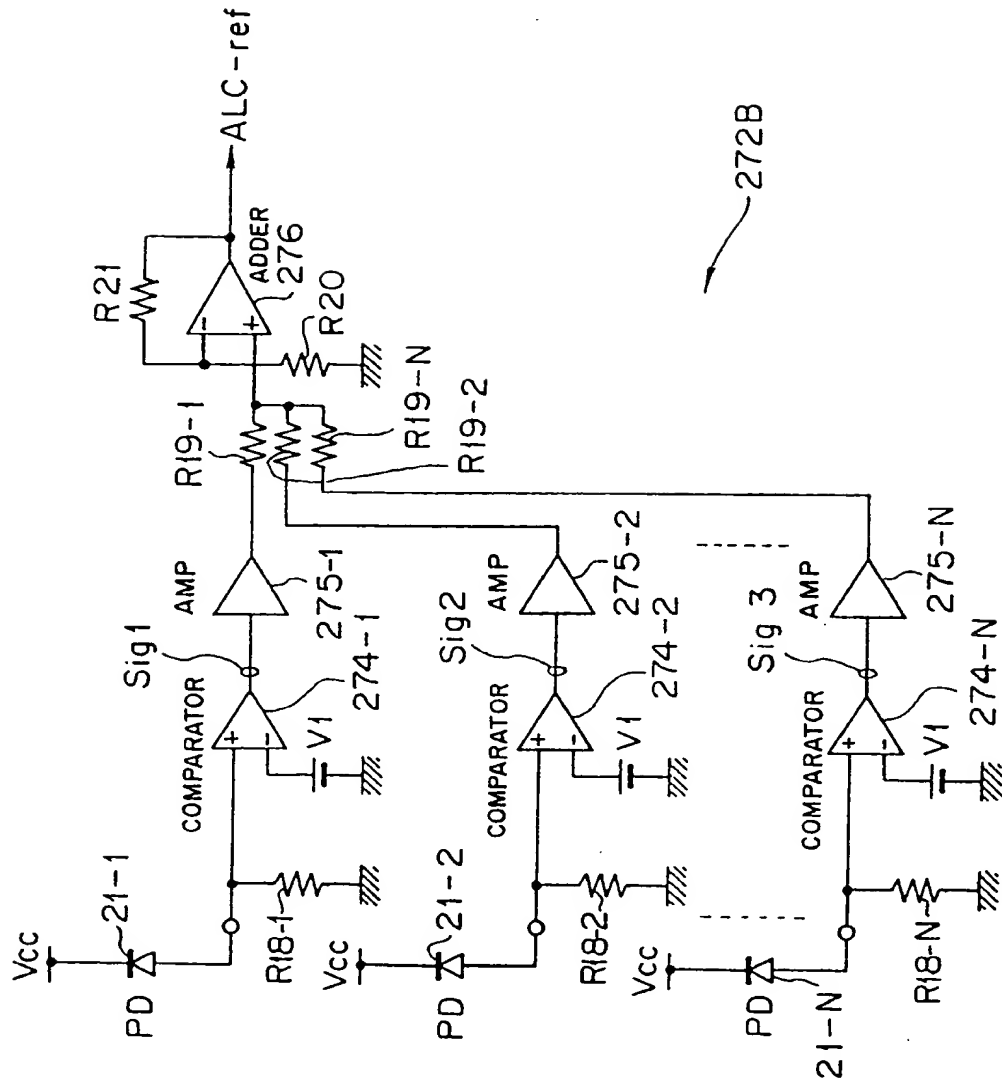 Vcc
PD
21-1
R18-1
COMPARATOR
V1
274-1
Sig1
AMP
275-1
R19-1
R19-N
R19-2
R21
ADDER
276
R20
ALC-ref
Vcc
PD
21-2
R18-2
COMPARATOR
V1
274-2
Sig2
AMP
275-2
Vcc
PD
21-N
R18-N
COMPARATOR
V1
274-N
Sig 3
AMP
275-N
272B
+
-
+
-
+
-
-
+